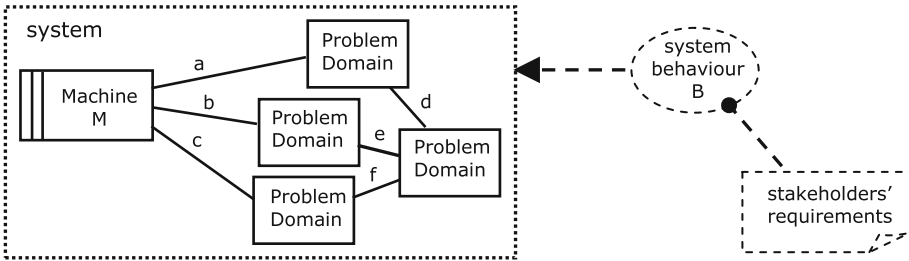 system
Machine
M
a
b
c
Problem
Domain
Problem
Domain
Problem
Domain
d
e
f
Problem
Domain
system
behaviour
B
stakeholders’
requirements